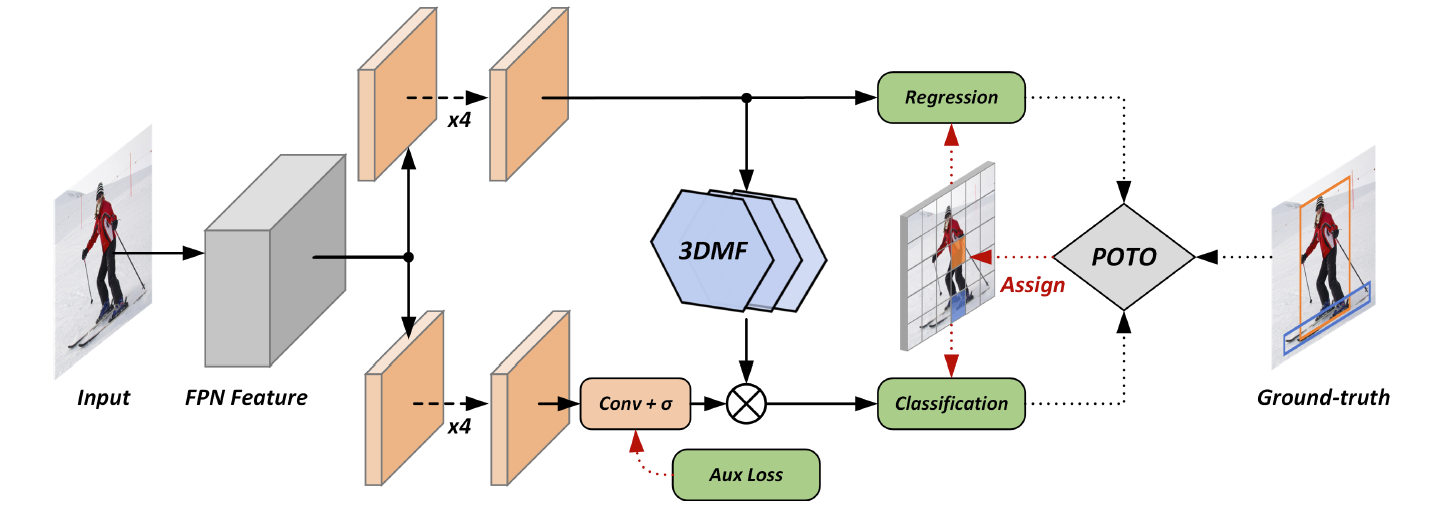 x4
Regression
3DMF
POTO
Assign
Input
FPN Feature
x4
Conv + σ
Classification
Ground-truth
Aux Loss